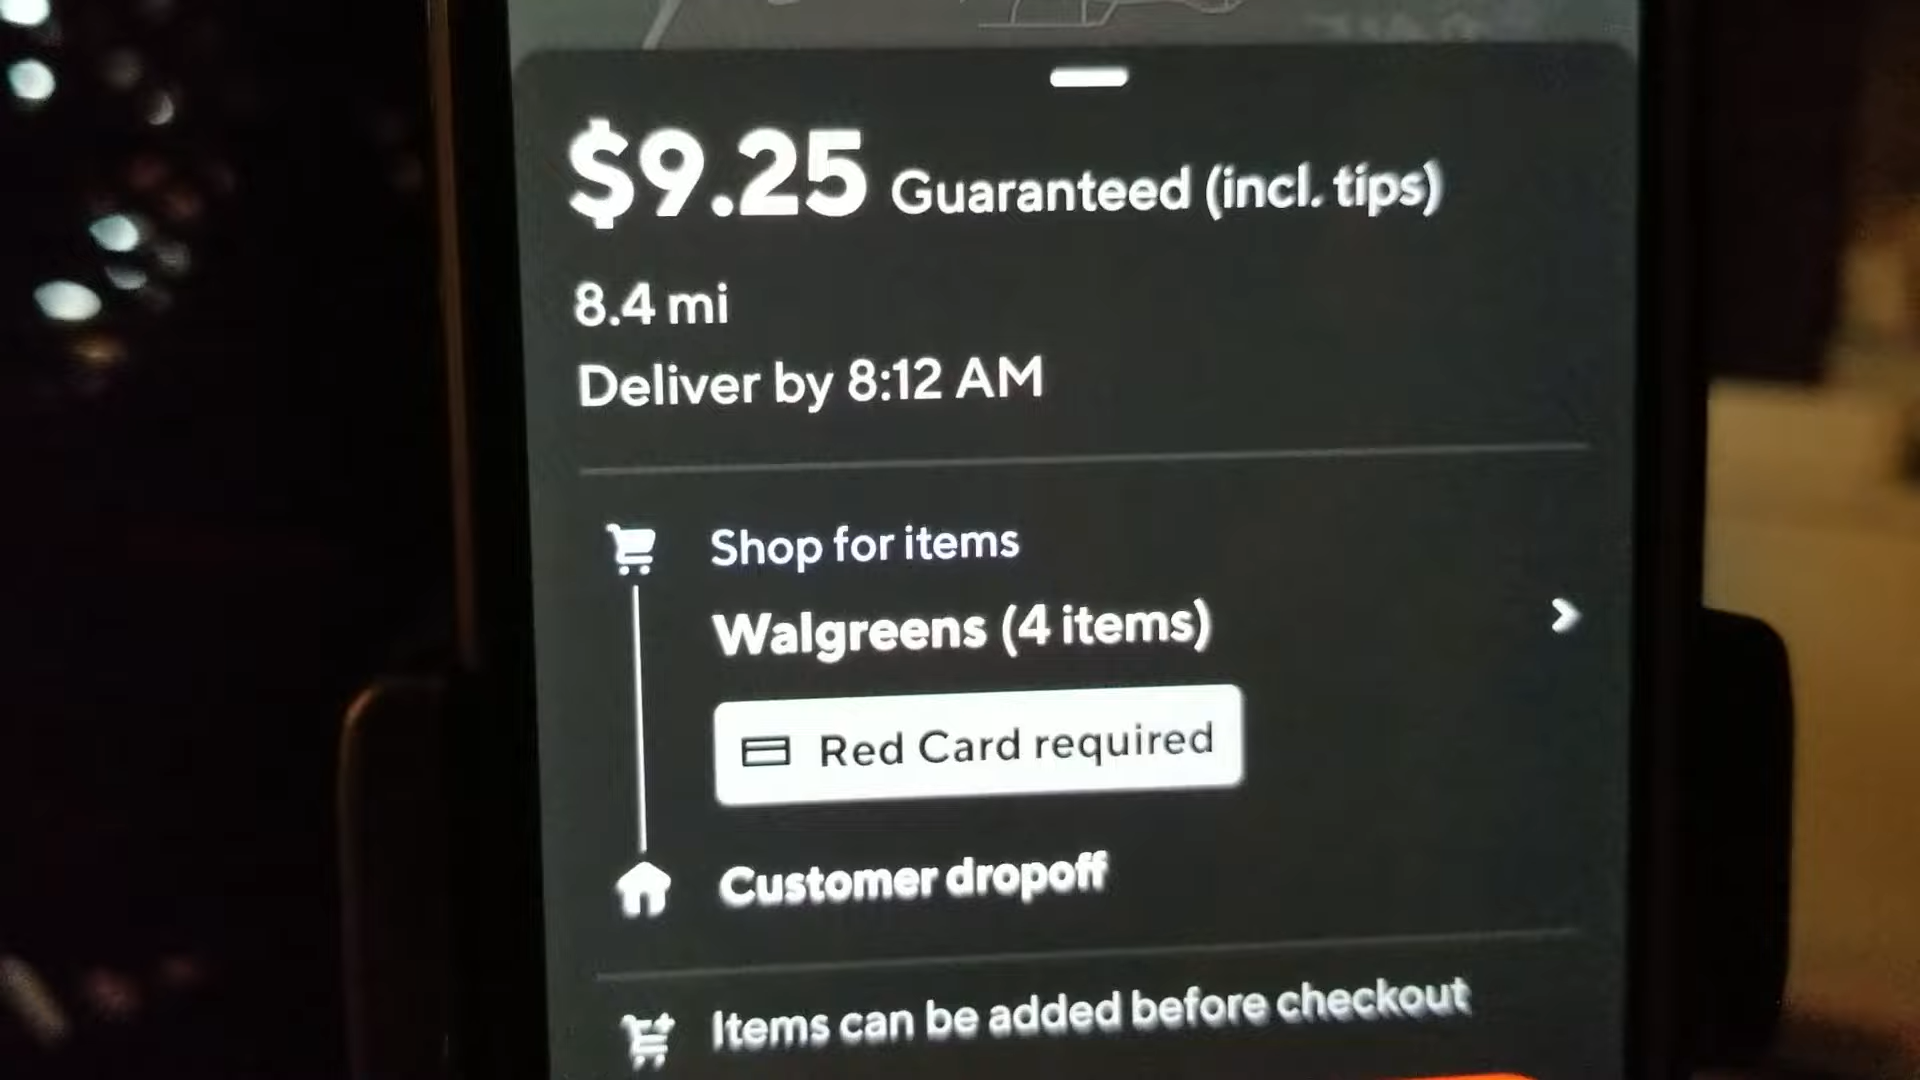 $9.25 Guaranteed (incl. tips)
8.4 mi
Deliver by 8:12 AM
Shop for items
Walgreens (4 items)
Red Card required
Customer dropoff
Items can be added before checkout